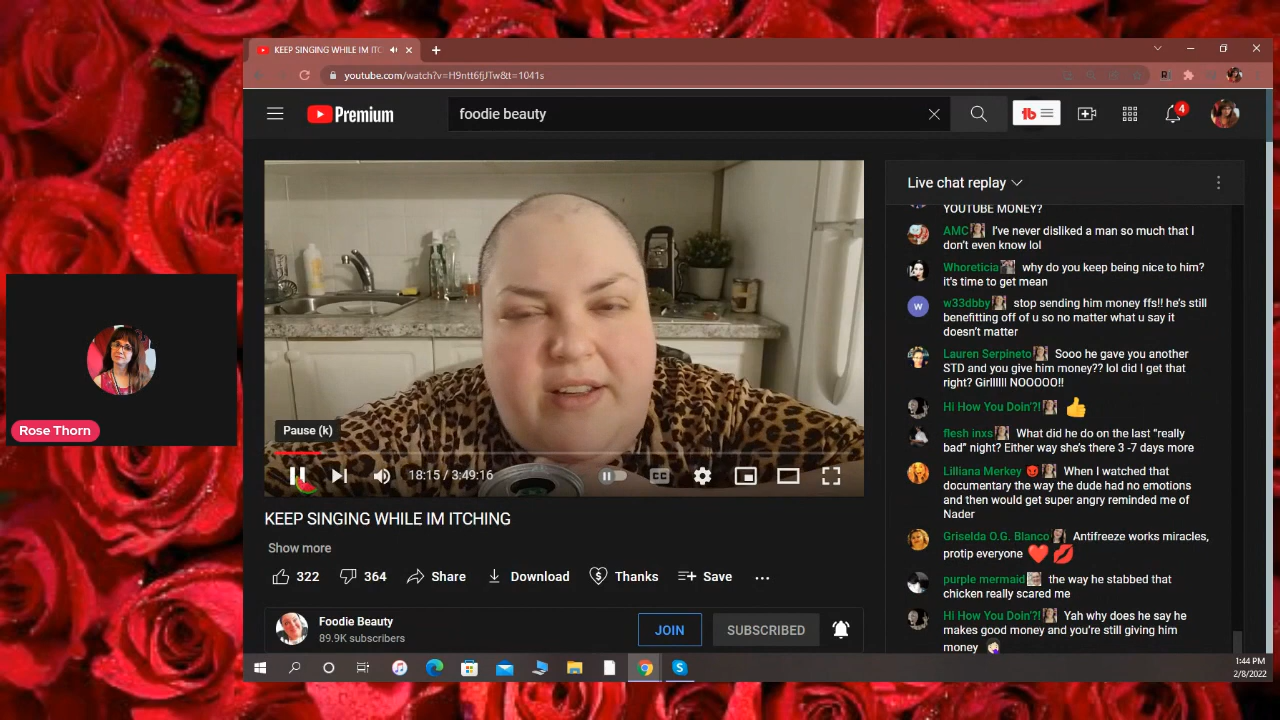 KEEP SINGING WHILE IM ITC
youtube.com/watch?v=H9ntt6fjJTw&t=1041s
Premium
foodie beauty
tb
4
Live chat replay
YOUTUBE MONEY?
AMC I've never disliked a man so much that I
don't even know lol
Whoreticia why do you keep being nice to him?
it's time to get mean
w w33dbby stop sending him money ffs!! he's still
benefitting off of u so no matter what u say it
doesn't matter
Lauren Serpineto Sooo he gave you another
STD and you give him money?? lol did I get that
right? Girllllll NOOOOO!!
Hi How You Doin'?! 👍
flesh inxs What did he do on the last "really
bad" night? Either way she's there 3 -7 days more
Lilliana Merkey 😈 When I watched that
documentary the way the dude had no emotions
and then would get super angry reminded me of
Nader
Griselda O.G. Blanco Antifreeze works miracles,
protip everyone ❤️💋
purple mermaid the way he stabbed that
chicken really scared me
Hi How You Doin'?! Yah why does he say he
makes good money and you're still giving him
money
Rose Thorn
Pause (k)
18:15 / 3:49:16
CC
KEEP SINGING WHILE IM ITCHING
Show more
322 364 Share Download Thanks Save
Foodie Beauty
89.9K subscribers
JOIN
SUBSCRIBED
1:44 PM
2/8/2022